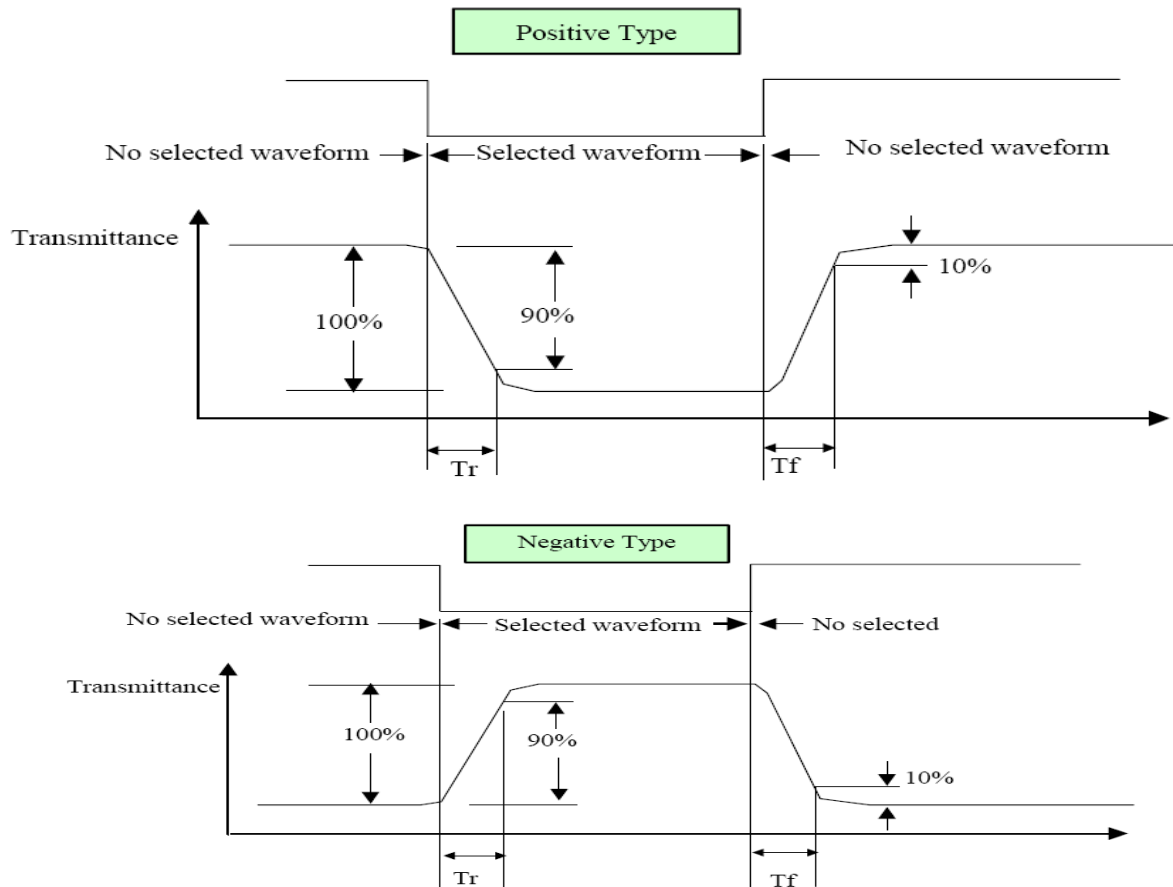 Positive Type
No selected waveform
Selected waveform
No selected waveform
Transmittance
100%
90%
10%
Tr
Tf
Negative Type
No selected waveform
Selected waveform
No selected
Transmittance
100%
90%
10%
Tr
Tf